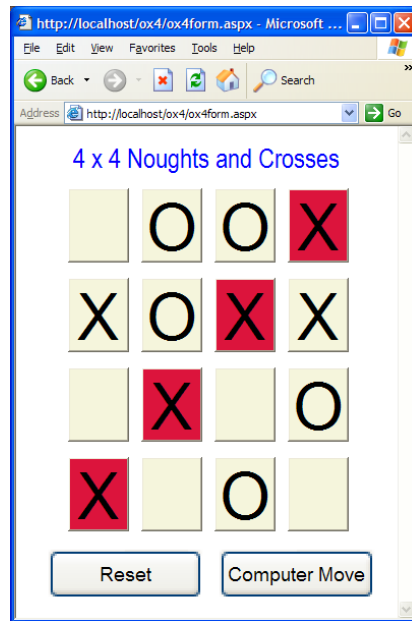 http://localhost/ox4/ox4form.aspx - Microsoft ...
File Edit View Favorites Tools Help
Back Search »
Address http://localhost/ox4/ox4form.aspx Go
4 x 4 Noughts and Crosses
O O X
X O X X
X O
X O
Reset Computer Move